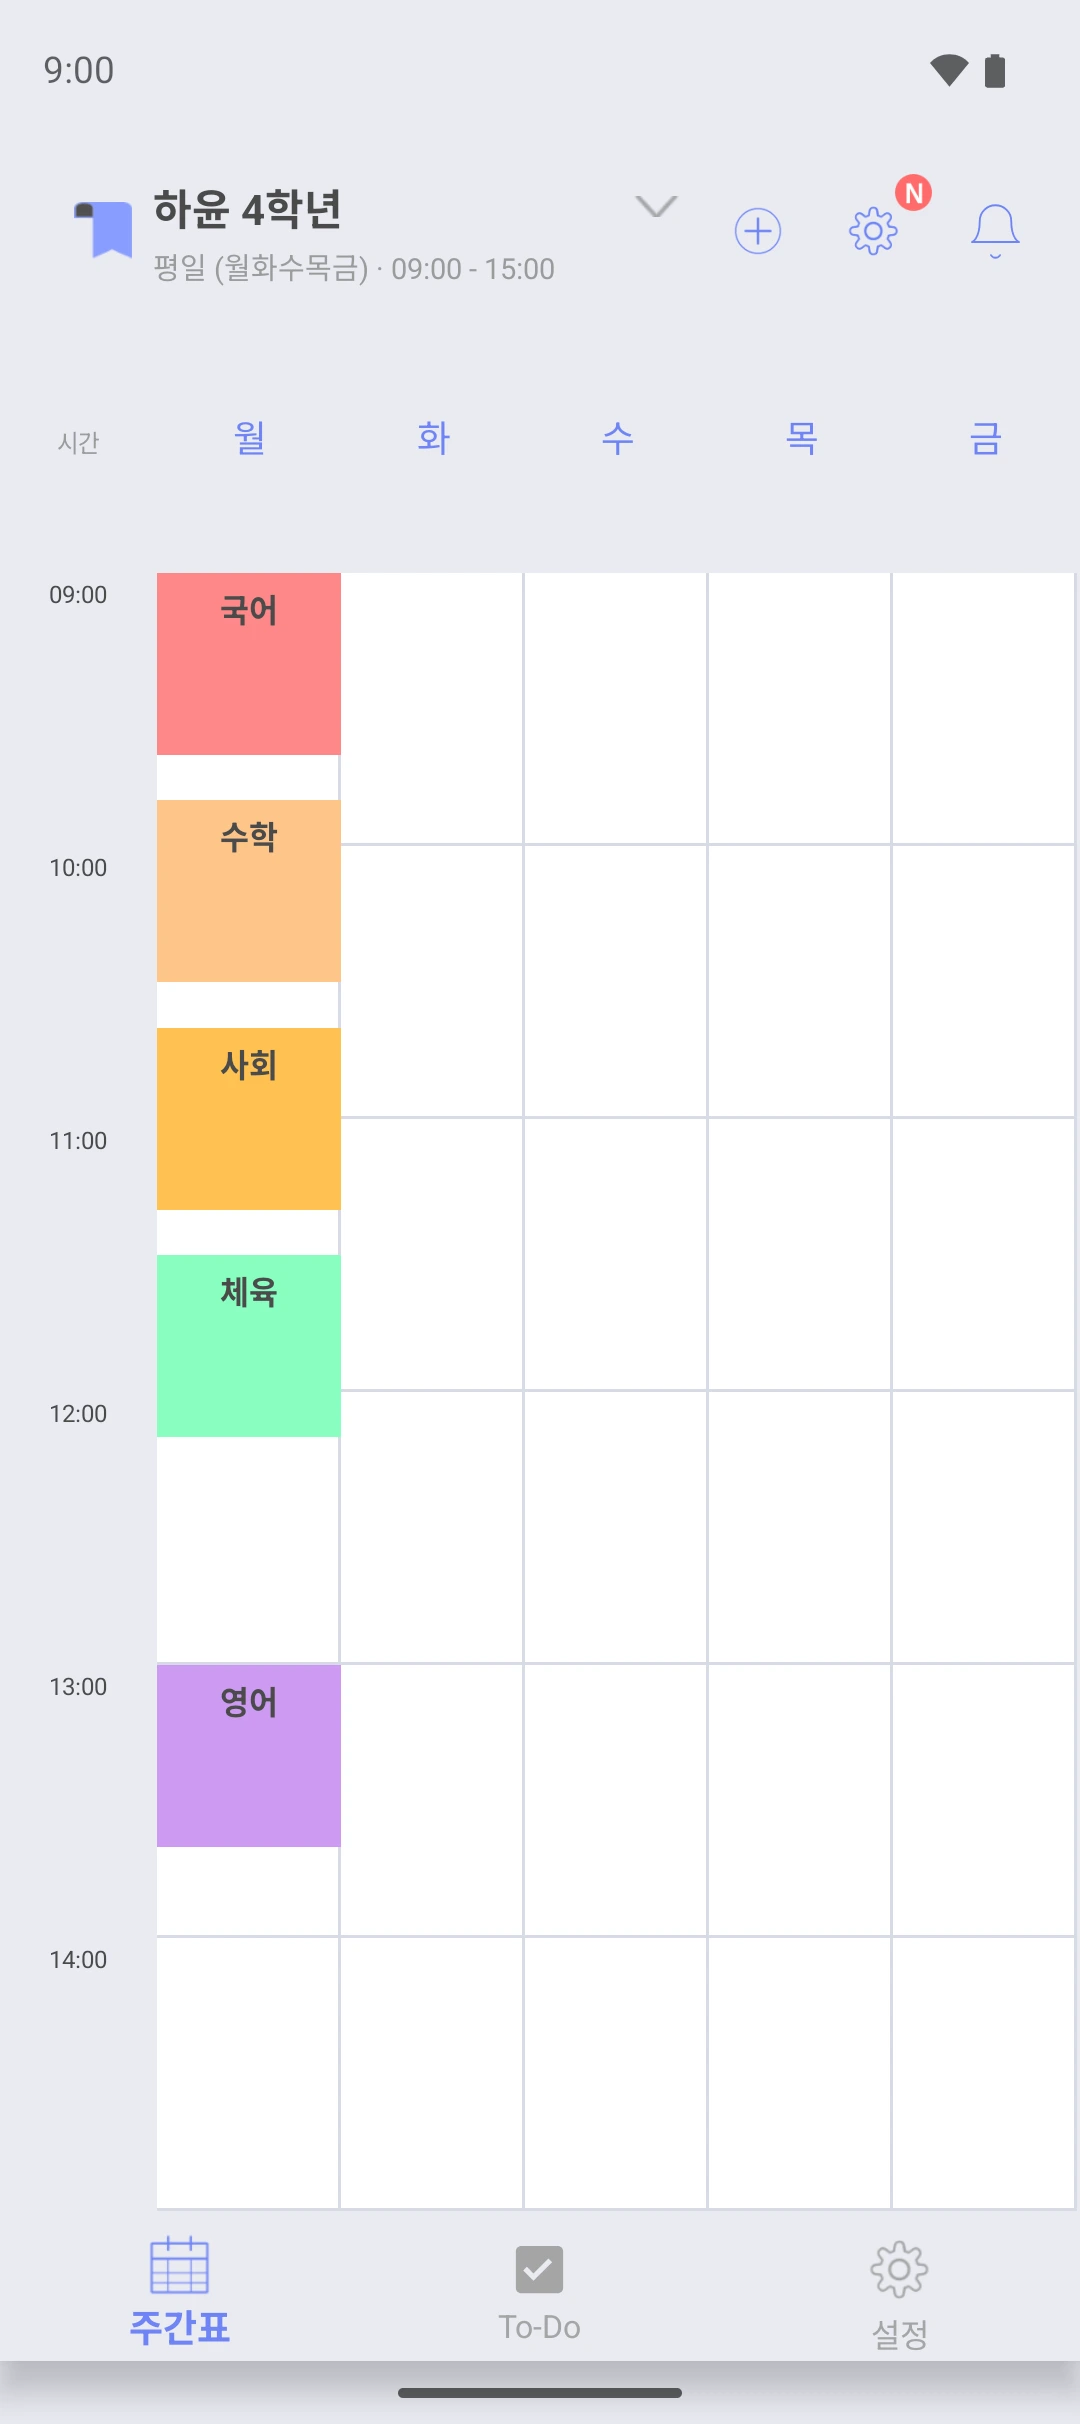 9:00
하윤 4학년
N
평일 (월화수목금) · 09:00 - 15:00
시간 월 화 수 목 금
09:00
국어
수학
10:00
사회
11:00
체육
12:00
13:00
영어
14:00
주간표
To-Do
설정